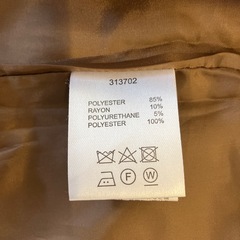 313702
POLYESTER 85%
RAYON 10%
POLYURETHANE 5%
POLYESTER 100%
F W